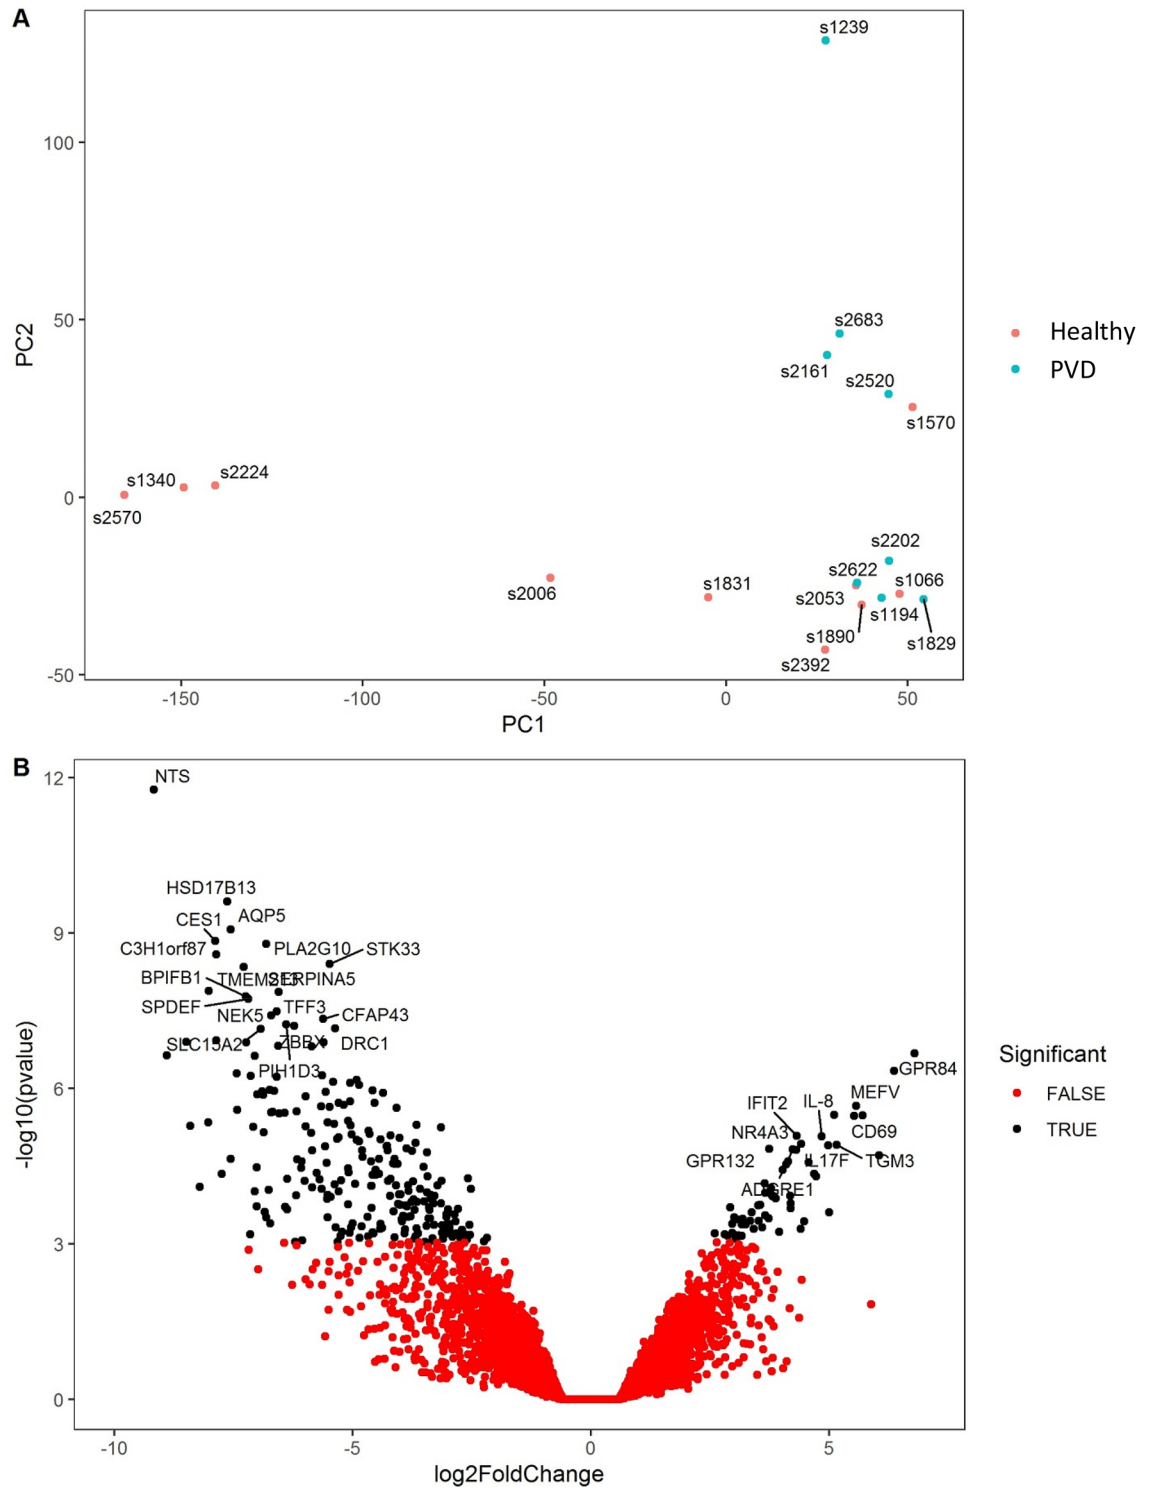 A
s1239
100
50
0
-50
PC2
s2683
s2161
s2520
s1570
s1340
s2224
s2570
s2202
s2622
s1066
s2006
s1831
s2053
s1194
s1890
s1829
s2392
-150
-100
-50
0
50
PC1
Healthy
PVD
B
12
9
6
3
0
-log10(pvalue)
NTS
HSD17B13
CES1
AQP5
C3H1orf87
PLA2G10
STK33
BPIFB1
SERPINA5
SPDEF
TFF3
NEK5
CFAP43
SLC15A2
ZBBX
DRC1
PIH1D3
GPR84
MEFV
IFIT2
IL-8
NR4A3
CD69
GPR132
IL17F
TGM3
ADGRE1
-10
-5
0
5
log2FoldChange
Significant
FALSE
TRUE